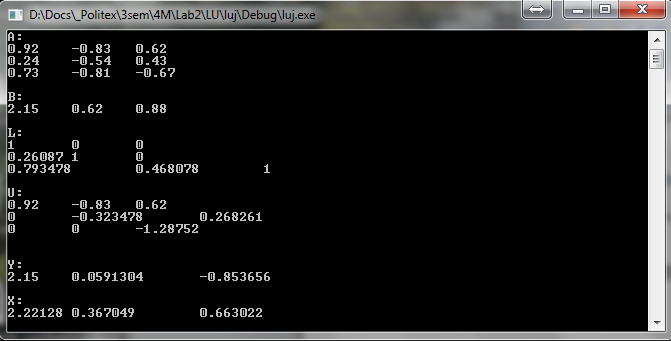 D:\Docs\_Politex\3sem\4M\Lab2\LU\luj\Debug\luj.exe
A:
0.92 -0.83 0.62
0.24 -0.54 0.43
0.73 -0.81 -0.67
B:
2.15 0.62 0.88
L:
1 0 0
0.26087 1 0
0.793478 0.468078 1
U:
0.92 -0.83 0.62
0 -0.323478 0.268261
0 0 -1.28752
Y:
2.15 0.0591304 -0.853656
X:
2.22128 0.367049 0.663022